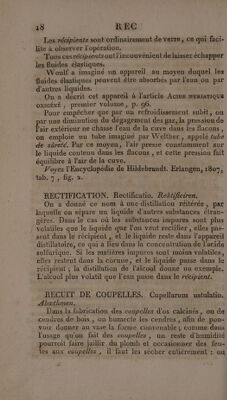 18 REC
Les récipients sont ordinairement de verre, ce qui faci-
lite à observer l'opération.
Tous ces récipients ont l'inconvénient de laisser échapper
les fluides élastiques.
Woulf a imaginé un appareil au moyen duquel les
fluides élastiques peuvent être absorbés par l'eau ou par
d'autres liquides.
On a décrit cet appareil à l'article ACIDE MURIATIQUE
OXIGÉNÉ, premier volume, p. 96.
Pour empêcher que par un refroidissement subit, ou
par une diminution du dégagement des gaz, la pression de
l'air extérieur ne chasse l'eau de la cuve dans les flacons,
on emploie un tube imaginé par Welther, appelé tube
de sûreté. Par ce moyen, l'air presse constamment sur
le liquide contenu dans les flacons, et cette pression fait
équilibre à l'air de la cuve.
Voyez l'Encyclopédie de Hildebrandt. Erlangen, 1807,
tab. 7, fig. 2.
RECTIFICATION. Rectificatio. Rektifieiren.
On a donné ce nom à une distillation réitérée, par
laquelle on sépare un liquide d'autres substances étran-
gères. Dans le cas où les substances impures sont plus
volatiles que le liquide que l'on veut rectifier, elles pas-
sent dans le récipient, et le liquide reste dans l'appareil
distillatoire, ce qui a lieu dans la concentration de l'acide
sulfurique. Si les matières impures sont moins volatiles,
elles restent dans la cornue, et le liquide passe dans le
récipient; la distillation de l'alcool donne un exemple.
L'alcool plus volatil que l'eau passe dans le récipient.
RECUIT DE COUPELLES. Cupellarum ustulatio.
Abæthmen.
Dans la fabrication des coupelles d'os calcinés, ou de
cendres de bois, on humecte les cendres, afin de pou-
voir donner au vase la forme convenable; comme dans
l'usage qu'on fait des coupelles, un reste d'humidité
pourroit faire jaillir du plomb et occasionner des fen-
tes aux coupelles, il faut les sécher entièrement; on